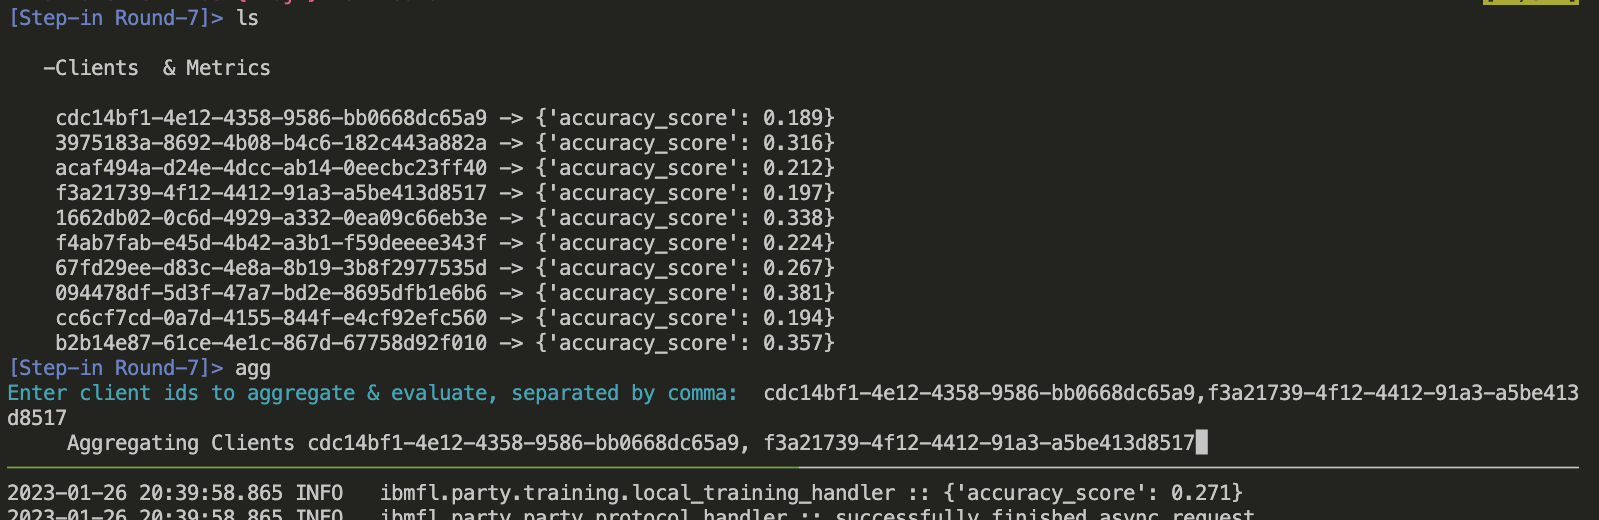 [Step-in Round-7]> ls
-Clients & Metrics
cdc14bf1-4e12-4358-9586-bb0668dc65a9 -> {'accuracy_score': 0.189}
3975183a-8692-4b08-b4c6-182c443a882a -> {'accuracy_score': 0.316}
acaf494a-d24e-4dcc-ab14-0eecbc23ff40 -> {'accuracy_score': 0.212}
f3a21739-4f12-4412-91a3-a5be413d8517 -> {'accuracy_score': 0.197}
1662db02-0c6d-4929-a332-0ea09c66eb3e -> {'accuracy_score': 0.338}
f4ab7fab-e45d-4b42-a3b1-f59deeee343f -> {'accuracy_score': 0.224}
67fd29ee-d83c-4e8a-8b19-3b8f2977535d -> {'accuracy_score': 0.267}
094478df-5d3f-47a7-bd2e-8695dfb1e6b6 -> {'accuracy_score': 0.381}
cc6cf7cd-0a7d-4155-844f-e4cf92efc560 -> {'accuracy_score': 0.194}
b2b14e87-61ce-4e1c-867d-67758d92f010 -> {'accuracy_score': 0.357}
[Step-in Round-7]> agg
Enter client ids to aggregate & evaluate, separated by comma: cdc14bf1-4e12-4358-9586-bb0668dc65a9,f3a21739-4f12-4412-91a3-a5be413
d8517
Aggregating Clients cdc14bf1-4e12-4358-9586-bb0668dc65a9, f3a21739-4f12-4412-91a3-a5be413d8517
2023-01-26 20:39:58.865 INFO ibmfl.party.training.local_training_handler :: {'accuracy_score': 0.271}
2023-01-26 20:39:58.865 INFO ibmfl.party.party_protocol_handler :: successfully finished async request